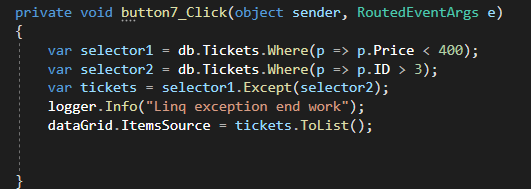 private void button7_Click(object sender, RoutedEventArgs e)
{
var selector1 = db.Tickets.Where(p => p.Price < 400);
var selector2 = db.Tickets.Where(p => p.ID > 3);
var tickets = selector1.Except(selector2);
logger.Info("Linq exception end work");
dataGrid.ItemsSource = tickets.ToList();
}